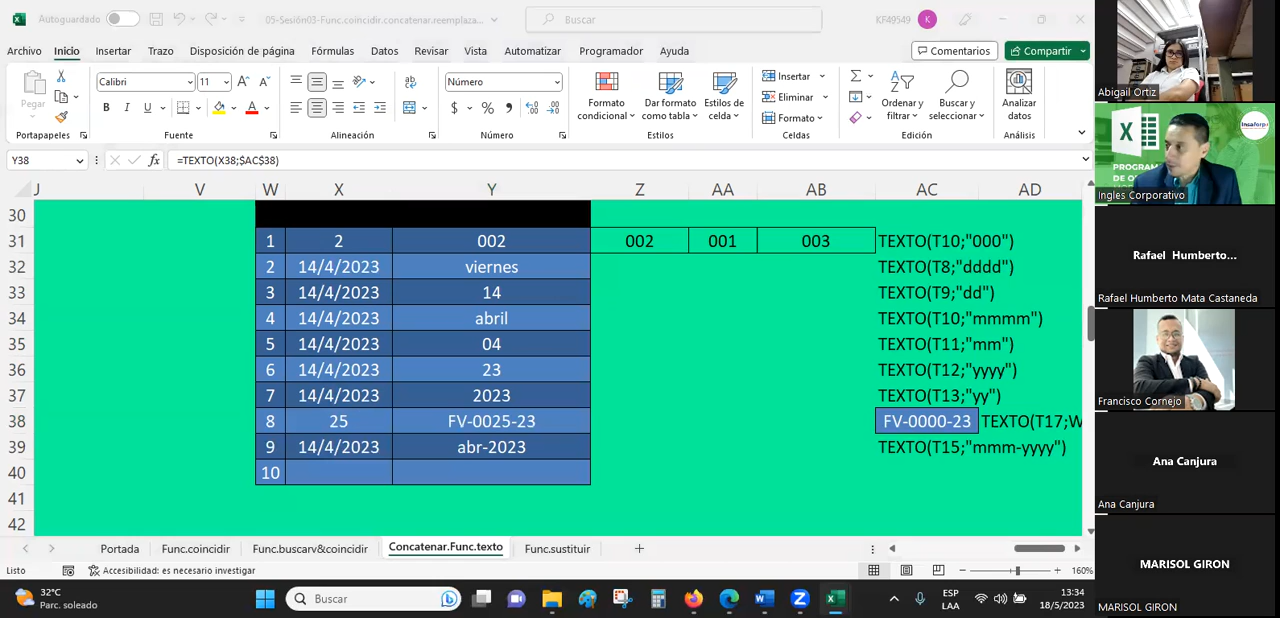 Autoguardado
05-Sesión03-Func.coincidir.concatenar.reemplaza...
Buscar
KF49549
K
Archivo Inicio Insertar Trazo Disposición de página Fórmulas Datos Revisar Vista Automatizar Programador Ayuda
Comentarios Compartir
Pegar
Calibri 11
N K S
Número
Formato condicional
Dar formato como tabla
Estilos de celda
Insertar
Eliminar
Formato
Ordenar y filtrar
Buscar y seleccionar
Analizar datos
Portapapeles Fuente Alineación Número Estilos Celdas Edición Análisis
Y38 fx =TEXTO(X38;$AC$38)
J V W X Y Z AA AB AC AD
30
31 1 2 002 002 001 003 TEXTO(T10;"000")
32 2 14/4/2023 viernes TEXTO(T8;"dddd")
33 3 14/4/2023 14 TEXTO(T9;"dd")
34 4 14/4/2023 abril TEXTO(T10;"mmmm")
35 5 14/4/2023 04 TEXTO(T11;"mm")
36 6 14/4/2023 23 TEXTO(T12;"yyyy")
37 7 14/4/2023 2023 TEXTO(T13;"yy")
38 8 25 FV-0025-23 FV-0000-23 TEXTO(T17;W
39 9 14/4/2023 abr-2023 TEXTO(T15;"mmm-yyyy")
40 10
41
42
Portada Func.coincidir Func.buscarv&coincidir Concatenar.Func.texto Func.sustituir
Listo Accesibilidad: es necesario investigar 160%
32°C
Parc. soleado
Buscar
ESP
LAA
13:34
18/5/2023
Abigail Ortiz
Insaforp
Ingles Corporativo
Rafael Humberto...
Rafael Humberto Mata Castaneda
Francisco Cornejo
Ana Canjura
Ana Canjura
MARISOL GIRON
MARISOL GIRON